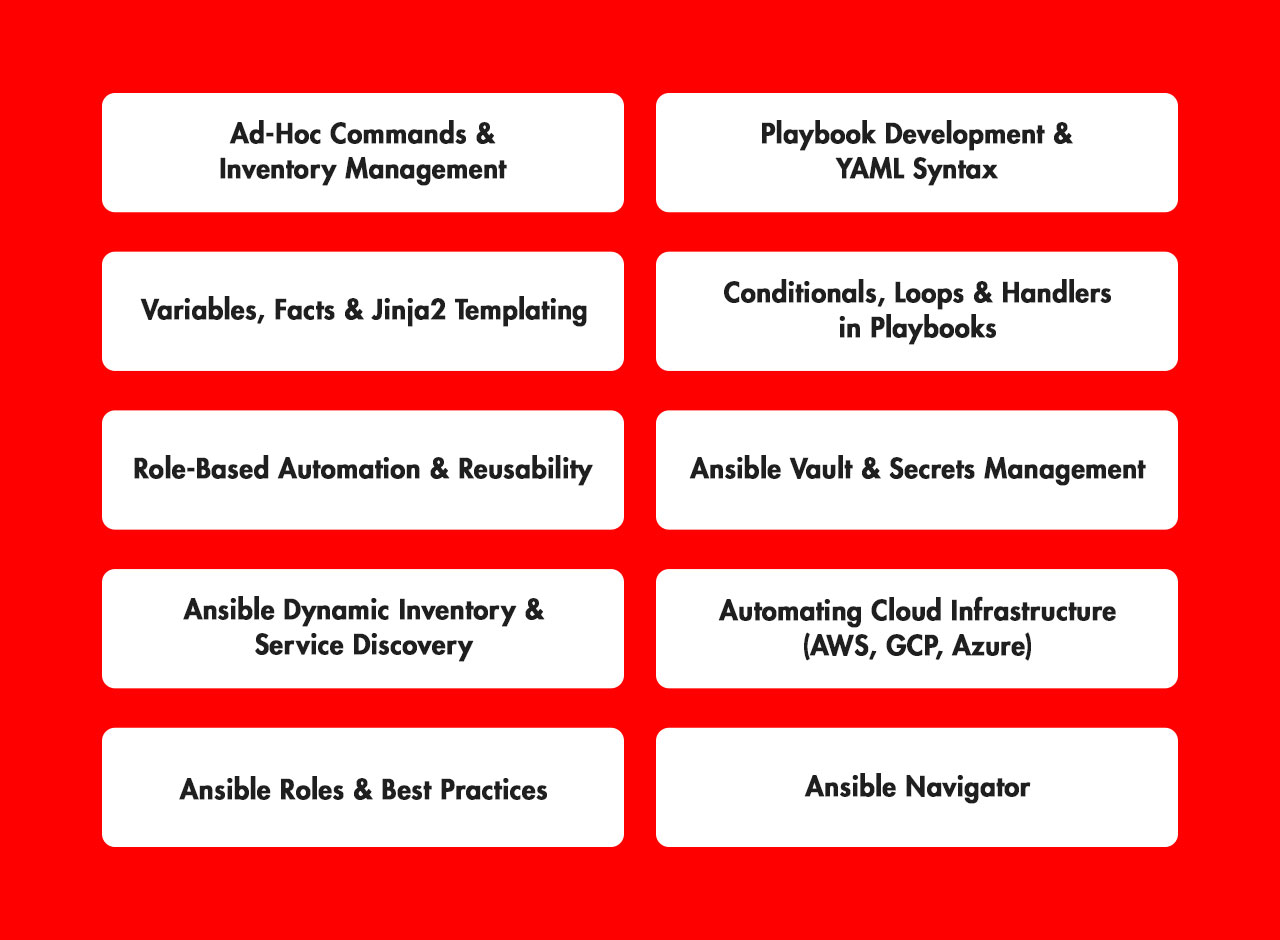 Ad-Hoc Commands &
Inventory Management
Playbook Development &
YAML Syntax
Variables, Facts & Jinja2 Templating
Conditionals, Loops & Handlers
in Playbooks
Role-Based Automation & Reusability
Ansible Vault & Secrets Management
Ansible Dynamic Inventory &
Service Discovery
Automating Cloud Infrastructure
(AWS, GCP, Azure)
Ansible Roles & Best Practices
Ansible Navigator